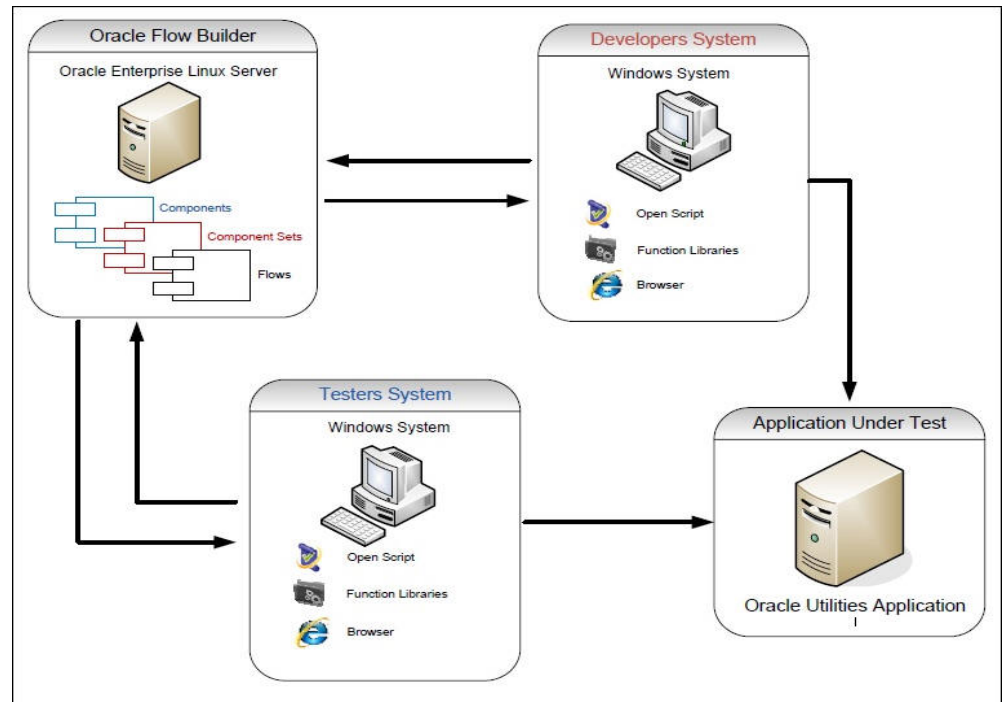 Oracle Flow Builder
Oracle Enterprise Linux Server
Components
Component Sets
Flows
Developers System
Windows System
Open Script
Function Libraries
Browser
Testers System
Windows System
Open Script
Function Libraries
Browser
Application Under Test
Oracle Utilities Application